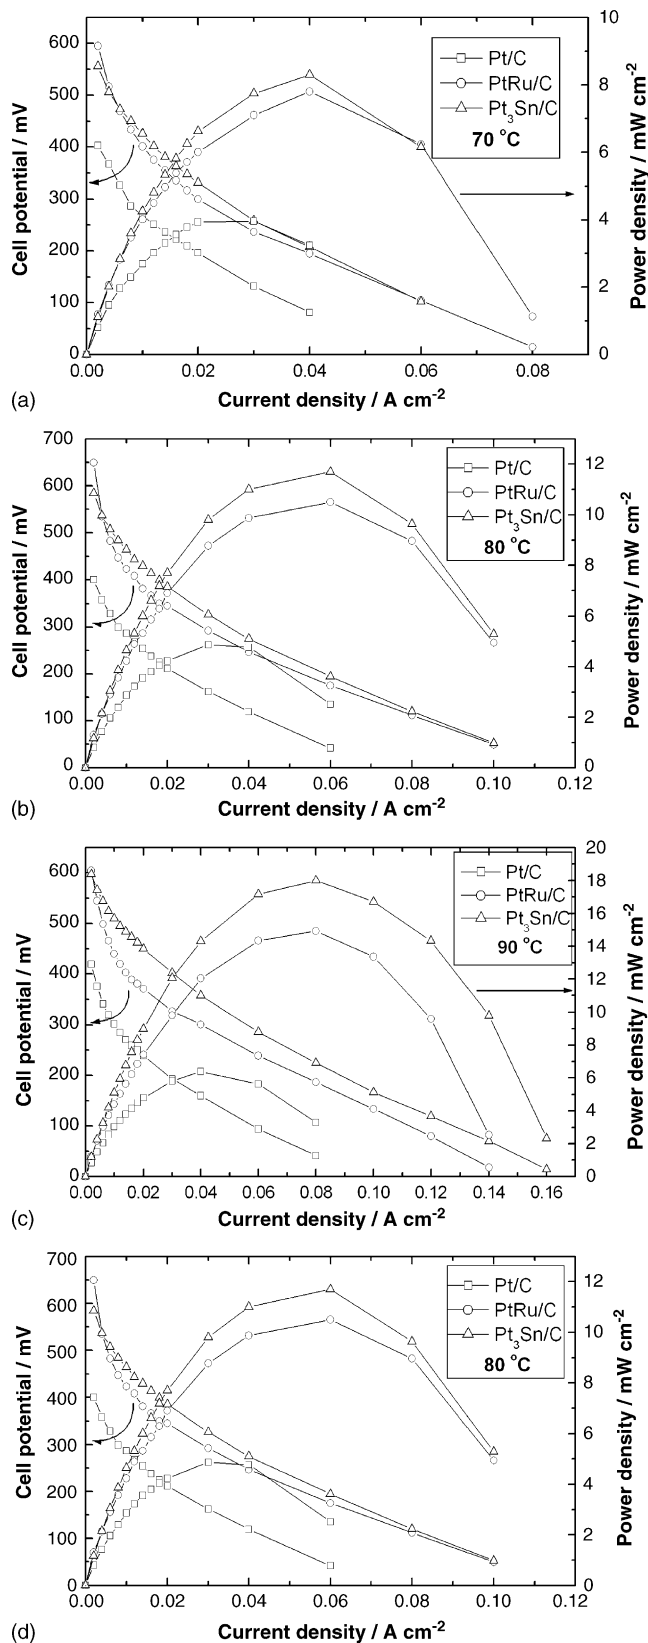 600
500
400
300
200
100
0
Cell potential / mV
Pt/C
PtRu/C
Pt3Sn/C
70 °C
10
8
6
4
2
0
Power density / mW cm-2
0.00 0.02 0.04 0.06 0.08
(a) Current density / A cm-2
700
600
500
400
300
200
100
0
Cell potential / mV
Pt/C
PtRu/C
Pt3Sn/C
80 °C
12
10
8
6
4
2
0
Power density / mW cm-2
0.00 0.02 0.04 0.06 0.08 0.10 0.12
(b) Current density / A cm-2
600
500
400
300
200
100
0
Cell potential / mV
Pt/C
PtRu/C
Pt3Sn/C
90 °C
20
18
16
14
12
10
8
6
4
2
0
Power density / mW cm-2
0.00 0.02 0.04 0.06 0.08 0.10 0.12 0.14 0.16
(c) Current density / A cm-2
700
600
500
400
300
200
100
0
Cell potential / mV
Pt/C
PtRu/C
Pt3Sn/C
80 °C
12
10
8
6
4
2
0
Power density / mW cm-2
0.00 0.02 0.04 0.06 0.08 0.10 0.12
(d) Current density / A cm-2